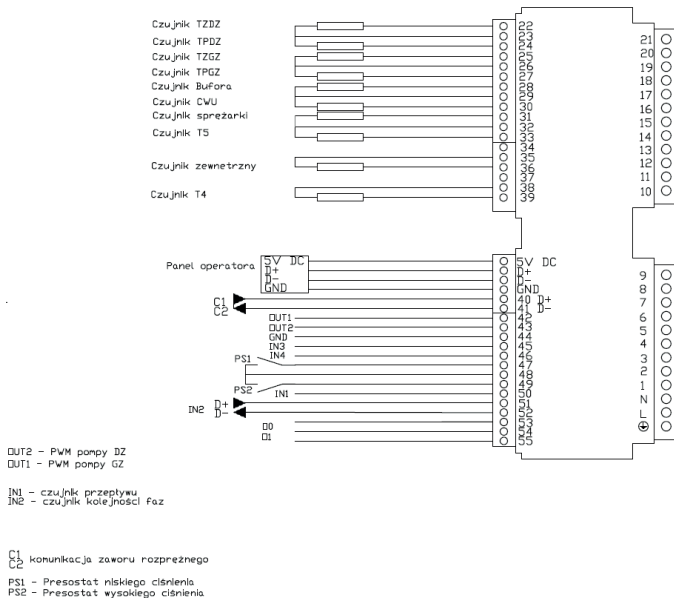 Czujnik TZDZ
Czujnik TPDZ
Czujnik TZGZ
Czujnik TPGZ
Czujnik Bufora
Czujnik CWU
Czujnik sprężarki
Czujnik T5
Czujnik zewnetrzny
Czujnik T4
22
23
24
25
26
27
28
29
30
31
32
33
34
35
36
37
38
39
21
20
19
18
17
16
15
14
13
12
11
10
Panel operatora
5V DC
D+
D-
GND
C1
C2
OUT1
OUT2
GND
IN3
IN4
PS1
PS2
IN1
IN2 D+
D-
00
01
5V DC
D+
D-
GND
40 D+
41 D-
42
43
44
45
46
47
48
49
50
51
52
53
54
55
9
8
7
6
5
4
3
2
1
N
L
OUT2 - PWM pompy DZ
OUT1 - PWM pompy GZ
IN1 - czujnik przepływu
IN2 - czujnik kolejności faz
C1
C2 komunikacja zaworu rozprężnego
PS1 - Presostat niskiego ciśnienia
PS2 - Presostat wysokiego ciśnienia